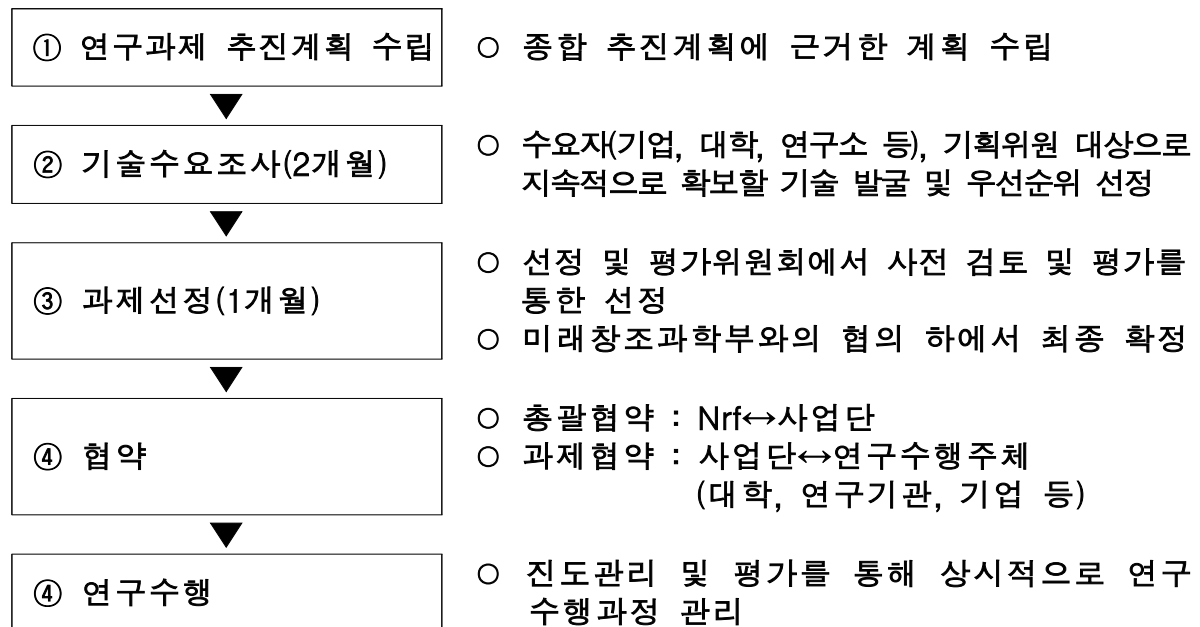 ① 연구과제 추진계획 수립
○ 종합 추진계획에 근거한 계획 수립
② 기술수요조사(2개월)
○ 수요자(기업, 대학, 연구소 등), 기획위원 대상으로
지속적으로 확보할 기술 발굴 및 우선순위 선정
③ 과제선정(1개월)
○ 선정 및 평가위원회에서 사전 검토 및 평가를
통한 선정
○ 미래창조과학부와의 협의 하에서 최종 확정
④ 협약
○ 총괄협약 : Nrf↔사업단
○ 과제협약 : 사업단↔연구수행주체
(대학, 연구기관, 기업 등)
④ 연구수행
○ 진도관리 및 평가를 통해 상시적으로 연구
수행과정 관리